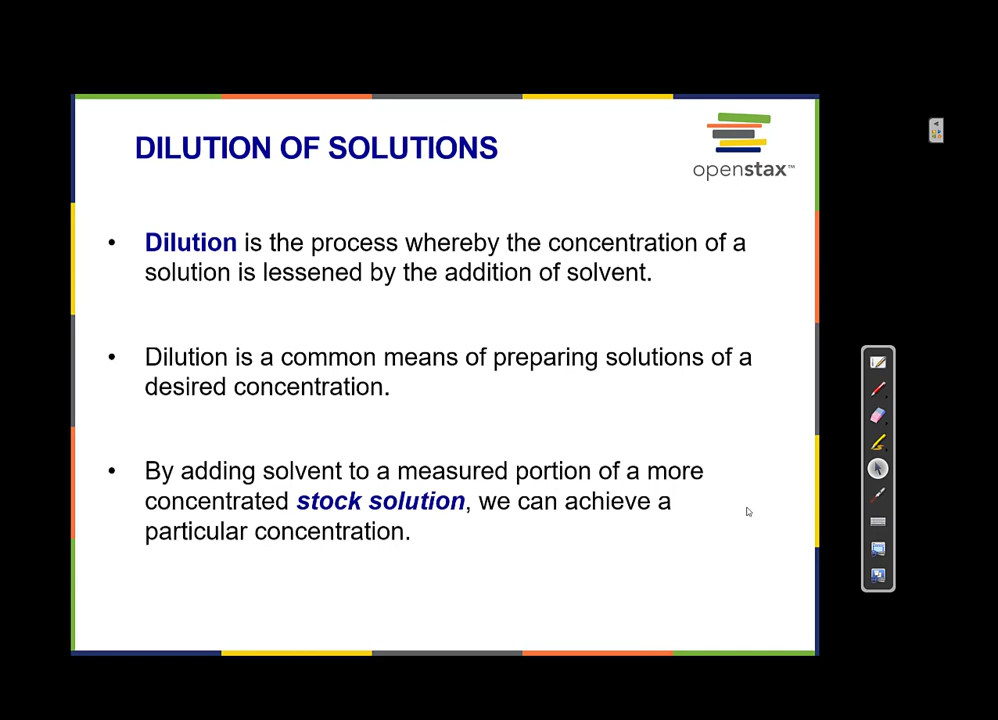 DILUTION OF SOLUTIONS
openstax™
• Dilution is the process whereby the concentration of a
solution is lessened by the addition of solvent.
• Dilution is a common means of preparing solutions of a
desired concentration.
• By adding solvent to a measured portion of a more
concentrated stock solution, we can achieve a
particular concentration.